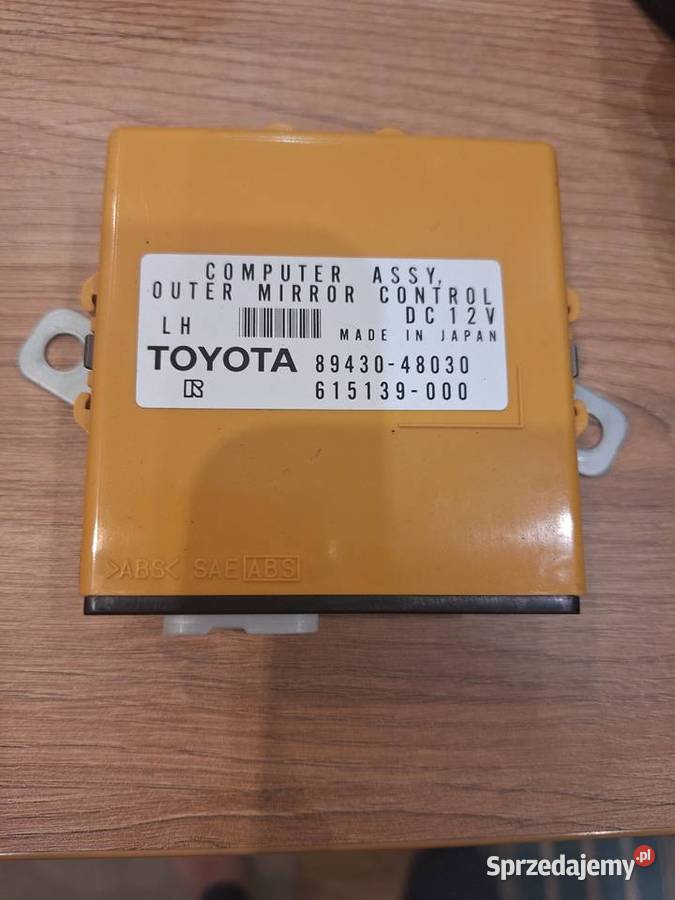 COMPUTER ASSY,
OUTER MIRROR CONTROL
LH DC12V
MADE IN JAPAN
TOYOTA 89430-48030
R 615139-000
>ABS< SAE ABS
Sprzedajemy.pl